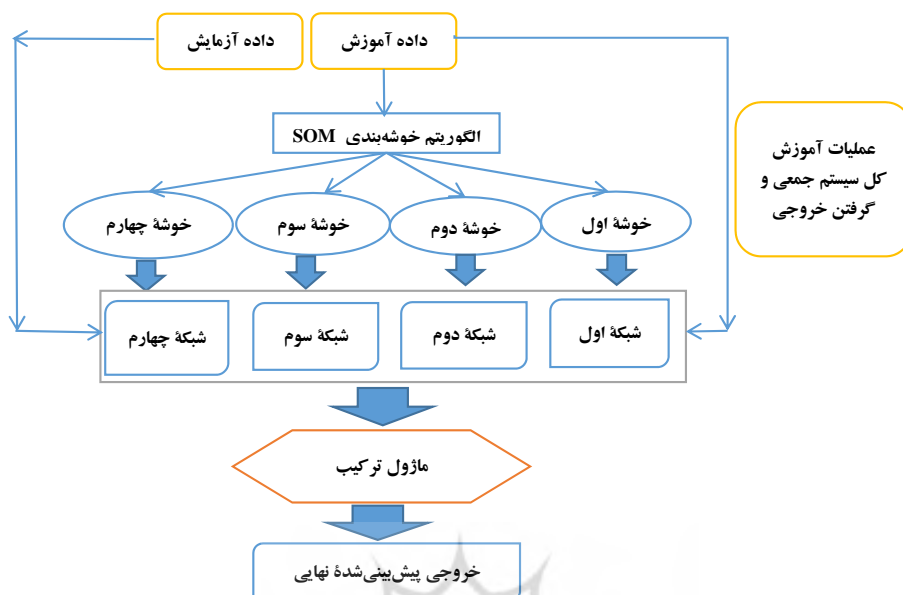 داده آموزش
داده آزمایش
الگوریتم خوشه‌بندی SOM
عملیات آموزش
کل سیستم جمعی و
گرفتن خروجی
خوشهٔ اول
خوشهٔ دوم
خوشهٔ سوم
خوشهٔ چهارم
شبکهٔ اول
شبکهٔ دوم
شبکهٔ سوم
شبکهٔ چهارم
ماژول ترکیب
خروجی پیش‌بینی‌شدهٔ نهایی